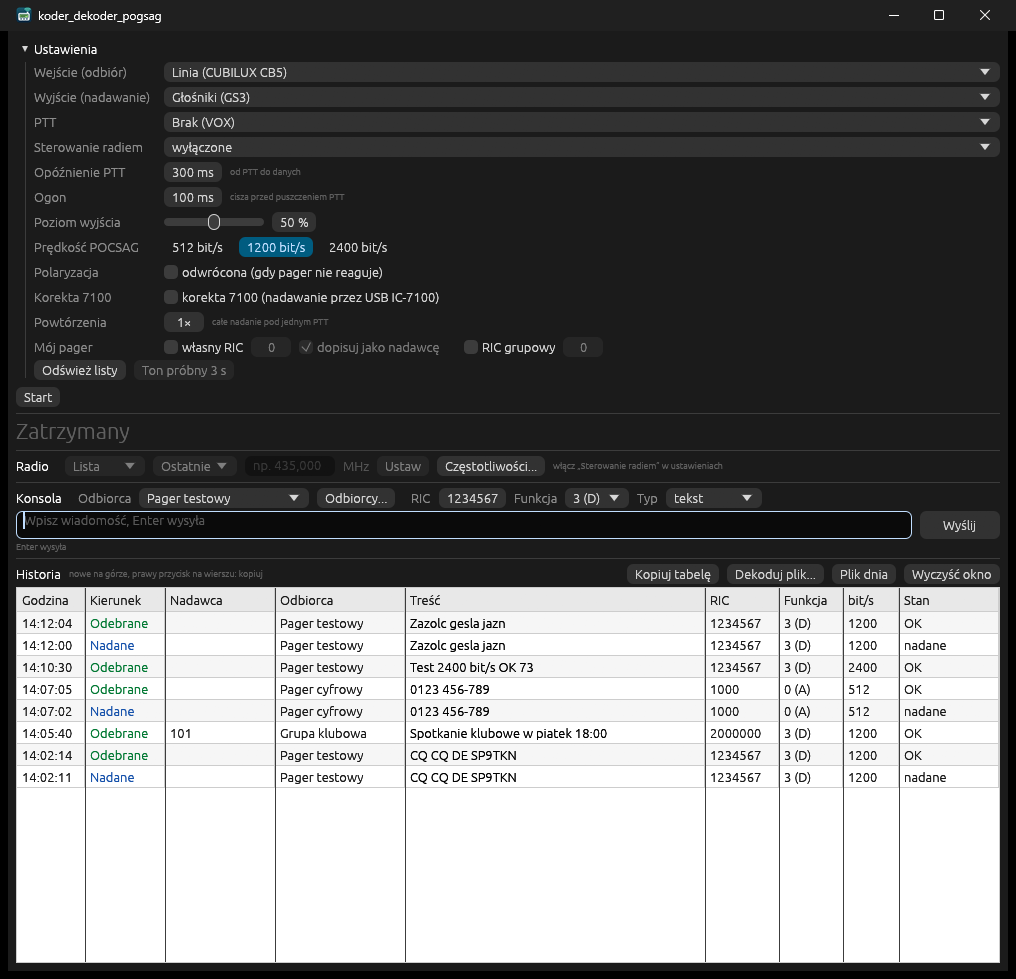 koder_dekoder_pogsag
Ustawienia
Wejście (odbiór) Linia (CUBILUX CB5)
Wyjście (nadawanie) Głośniki (GS3)
PTT Brak (VOX)
Sterowanie radiem wyłączone
Opóźnienie PTT 300 ms od PTT do danych
Ogon 100 ms cisza przed puszczeniem PTT
Poziom wyjścia 50 %
Prędkość POCSAG 512 bit/s 1200 bit/s 2400 bit/s
Polaryzacja odwrócona (gdy pager nie reaguje)
Korekta 7100 korekta 7100 (nadawanie przez USB IC-7100)
Powtórzenia 1× całe nadanie pod jednym PTT
Mój pager własny RIC 0 dopisuj jako nadawcę RIC grupowy 0
Odśwież listy Ton próbny 3 s
Start
Zatrzymany
Radio Lista Ostatnie np. 435,000 MHz Ustaw Częstotliwości... włącz „Sterowanie radiem” w ustawieniach
Konsola Odbiorca Pager testowy Odbiorcy... RIC 1234567 Funkcja 3 (D) Typ tekst
Wpisz wiadomość, Enter wysyła Wyślij
Enter wysyła
Historia nowe na górze, prawy przycisk na wierszu: kopiuj Kopiuj tabelę Dekoduj plik... Plik dnia Wyczyść okno
Godzina Kierunek Nadawca Odbiorca Treść RIC Funkcja bit/s Stan
14:12:04 Odebrane Pager testowy Zazolc gesla jazn 1234567 3 (D) 1200 OK
14:12:00 Nadane Pager testowy Zazolc gesla jazn 1234567 3 (D) 1200 nadane
14:10:30 Odebrane Pager testowy Test 2400 bit/s OK 73 1234567 3 (D) 2400 OK
14:07:05 Odebrane Pager cyfrowy 0123 456-789 1000 0 (A) 512 OK
14:07:02 Nadane Pager cyfrowy 0123 456-789 1000 0 (A) 512 nadane
14:05:40 Odebrane 101 Grupa klubowa Spotkanie klubowe w piatek 18:00 2000000 3 (D) 1200 OK
14:02:14 Odebrane Pager testowy CQ CQ DE SP9TKN 1234567 3 (D) 1200 OK
14:02:11 Nadane Pager testowy CQ CQ DE SP9TKN 1234567 3 (D) 1200 nadane